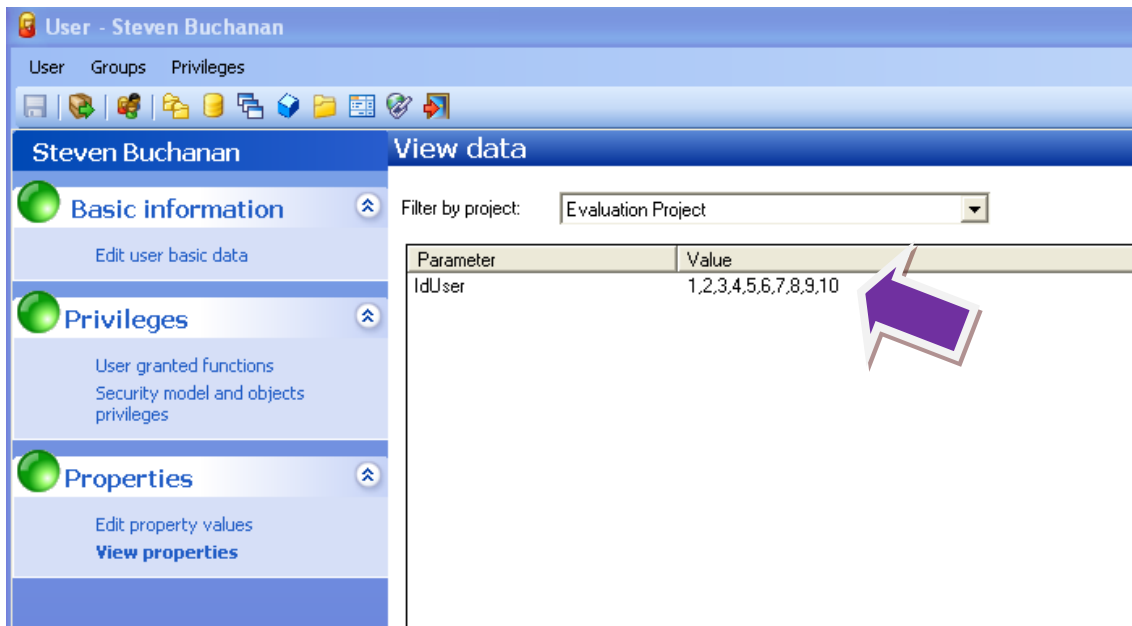 User - Steven Buchanan
User Groups Privileges
Steven Buchanan
View data
Basic information
Filter by project: Evaluation Project
Edit user basic data
Parameter Value
IdUser 1,2,3,4,5,6,7,8,9,10
Privileges
User granted functions
Security model and objects
privileges
Properties
Edit property values
View properties